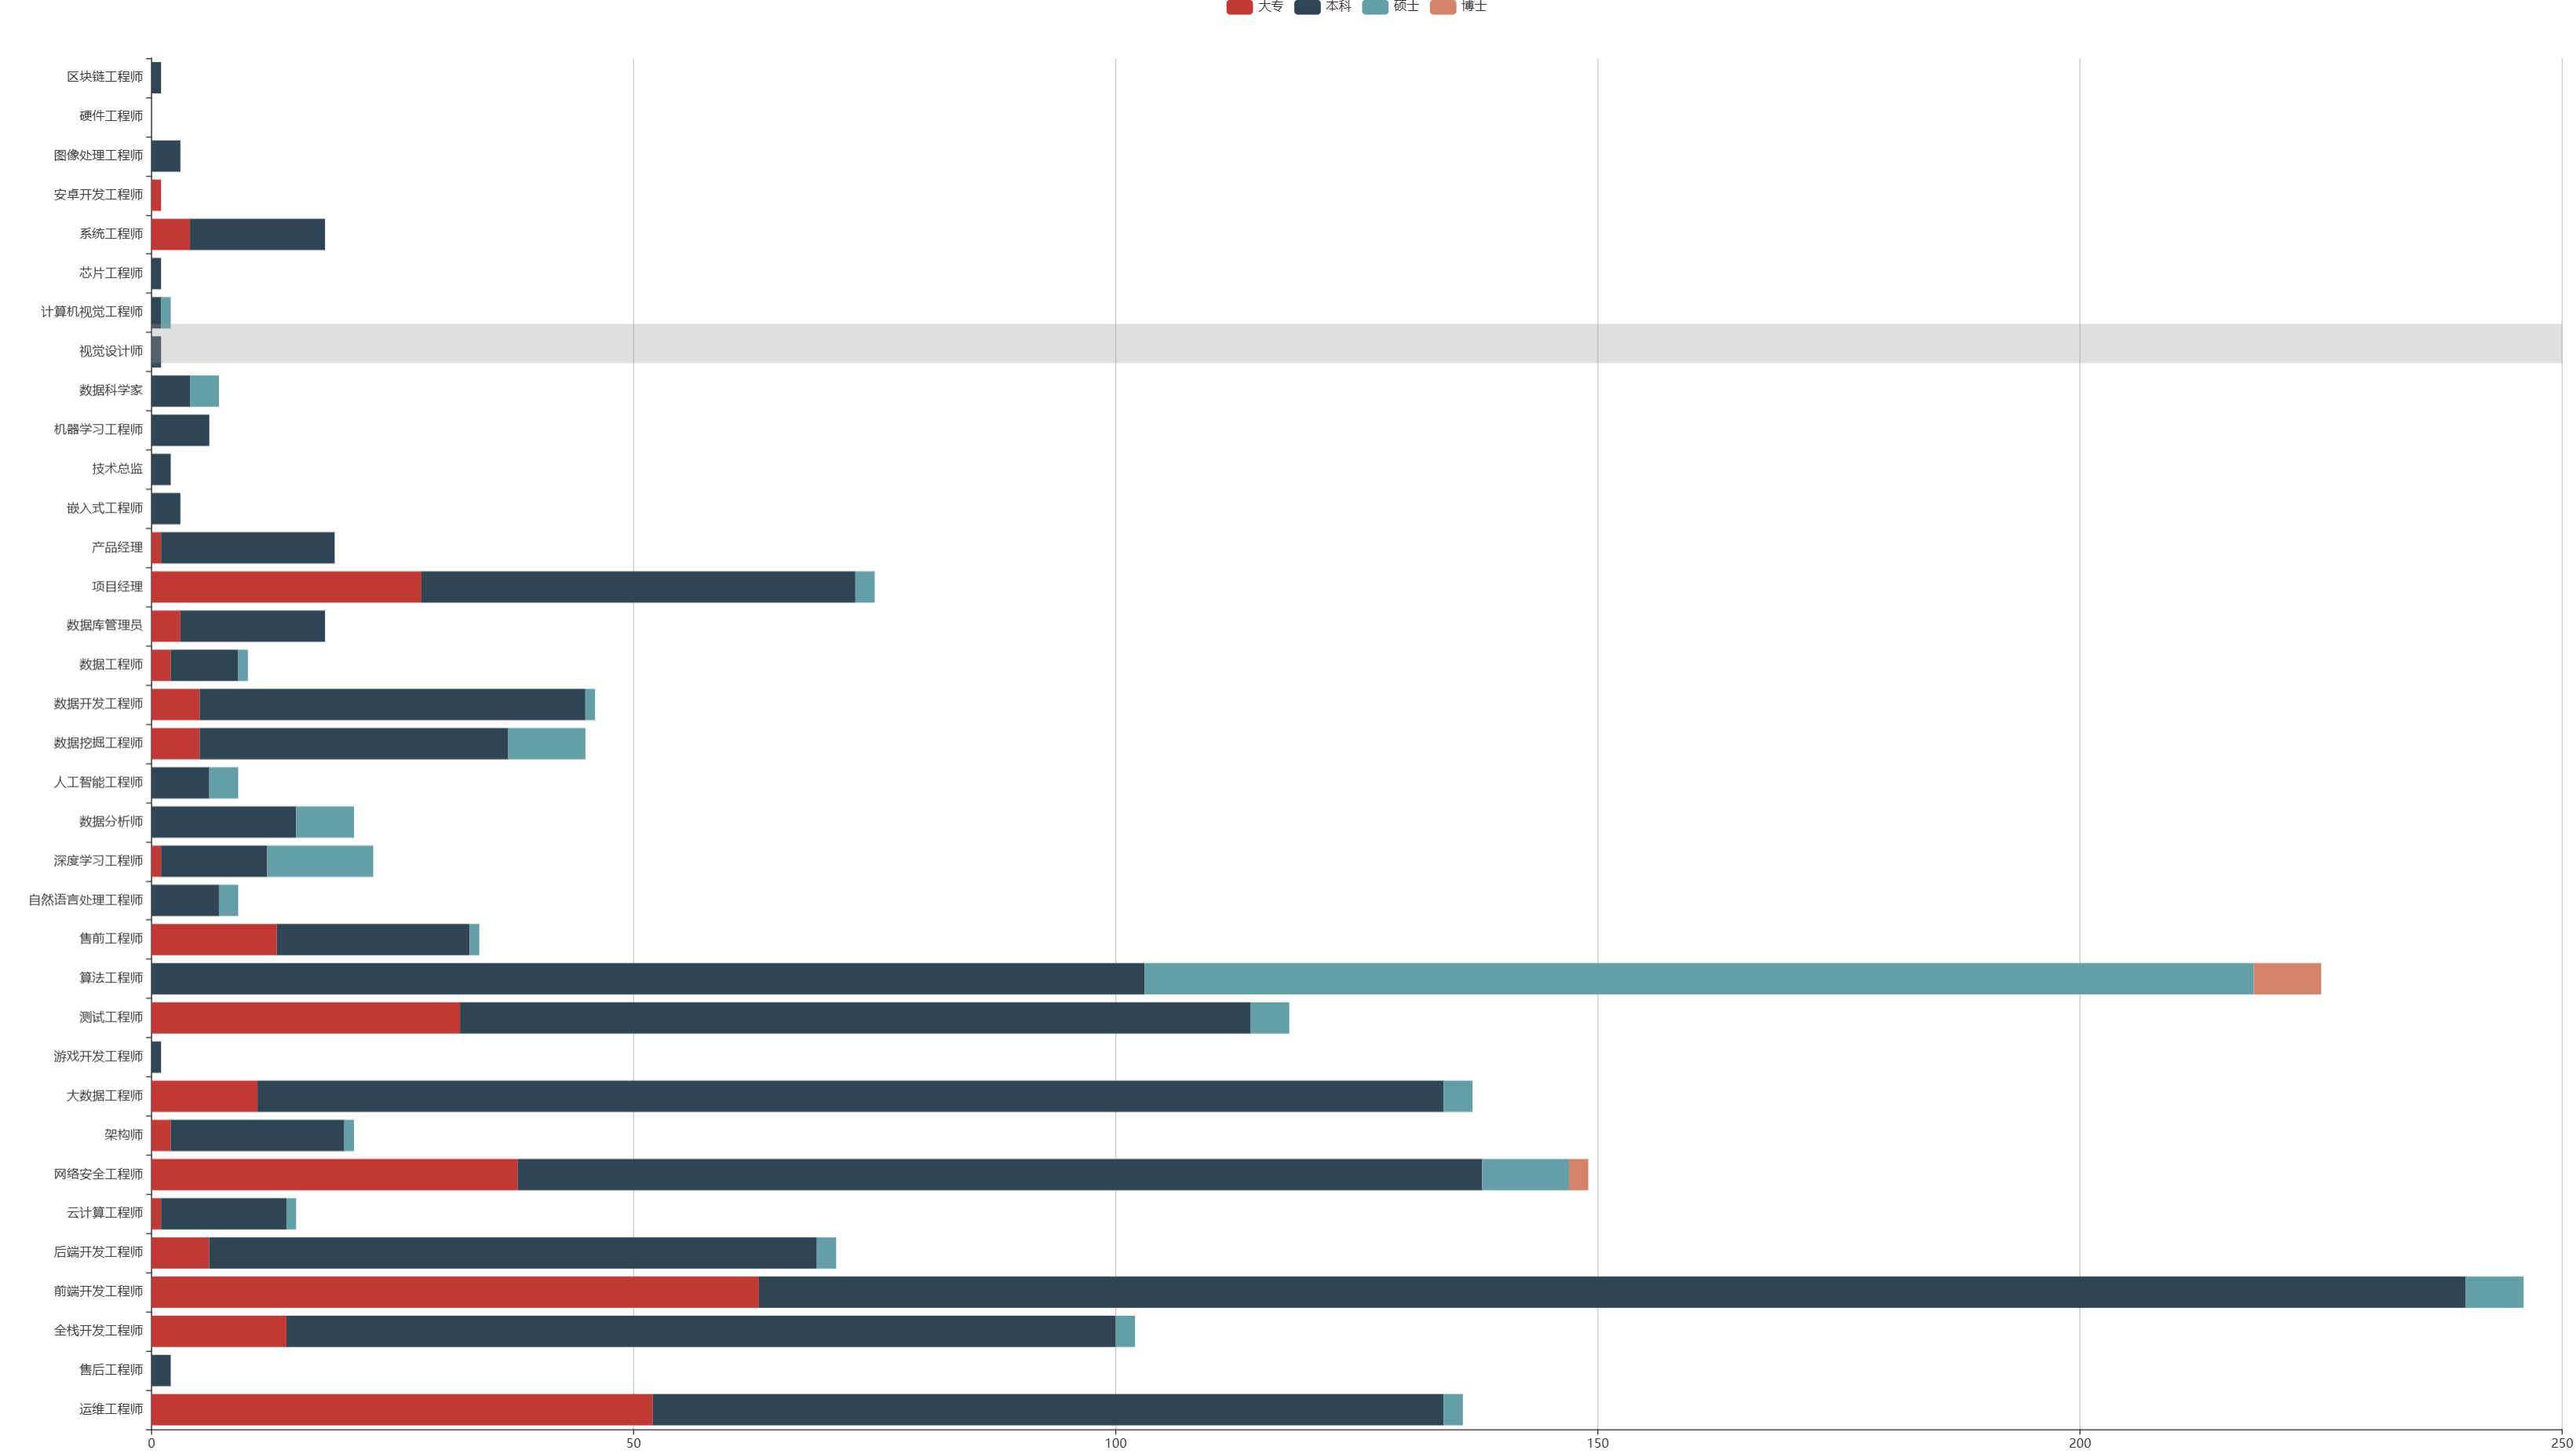 大专 本科 硕士 博士
区块链工程师
硬件工程师
图像处理工程师
安卓开发工程师
系统工程师
芯片工程师
计算机视觉工程师
视觉设计师
数据科学家
机器学习工程师
技术总监
嵌入式工程师
产品经理
项目经理
数据库管理员
数据工程师
数据开发工程师
数据挖掘工程师
人工智能工程师
数据分析师
深度学习工程师
自然语言处理工程师
售前工程师
算法工程师
测试工程师
游戏开发工程师
大数据工程师
架构师
网络安全工程师
云计算工程师
后端开发工程师
前端开发工程师
全栈开发工程师
售后工程师
运维工程师
0 50 100 150 200 250